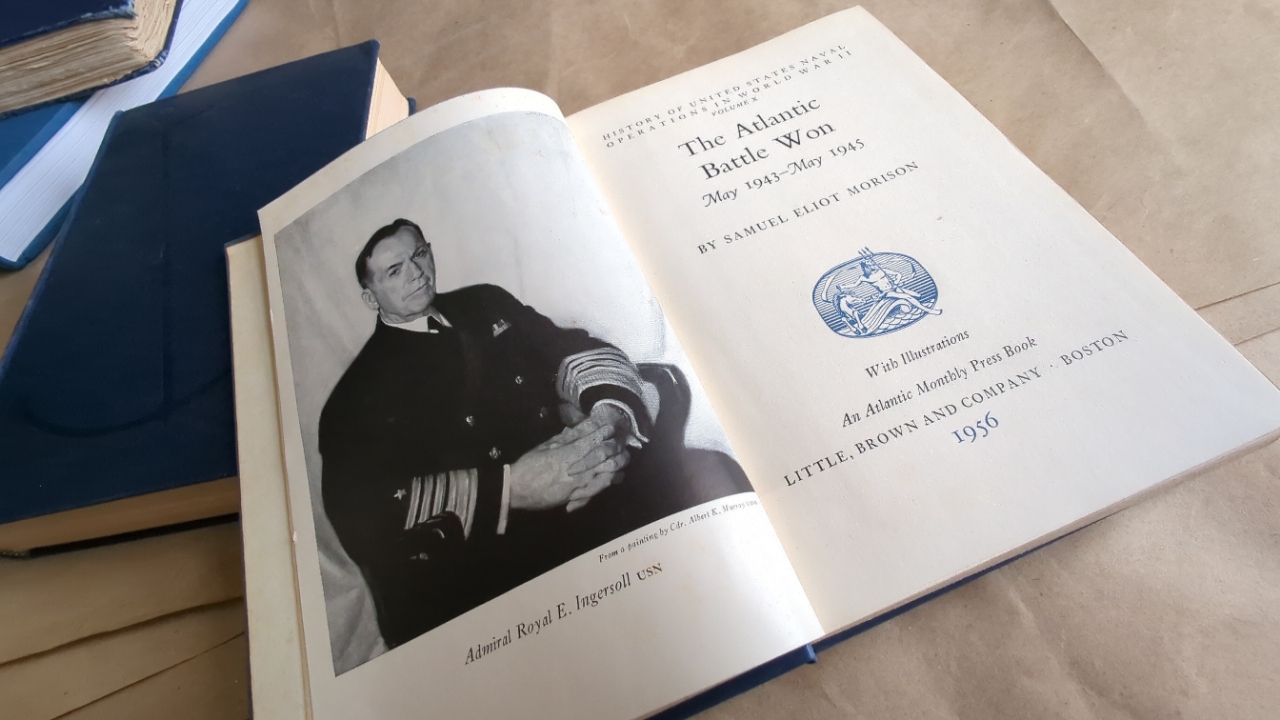 From a painting by Cdr. Albert K. Murray USNR
Admiral Royal E. Ingersoll USN
HISTORY OF UNITED STATES NAVAL
OPERATIONS IN WORLD WAR II
VOLUME X
The Atlantic
Battle Won
May 1943–May 1945
BY SAMUEL ELIOT MORISON
With Illustrations
An Atlantic Monthly Press Book
LITTLE, BROWN AND COMPANY · BOSTON
1956